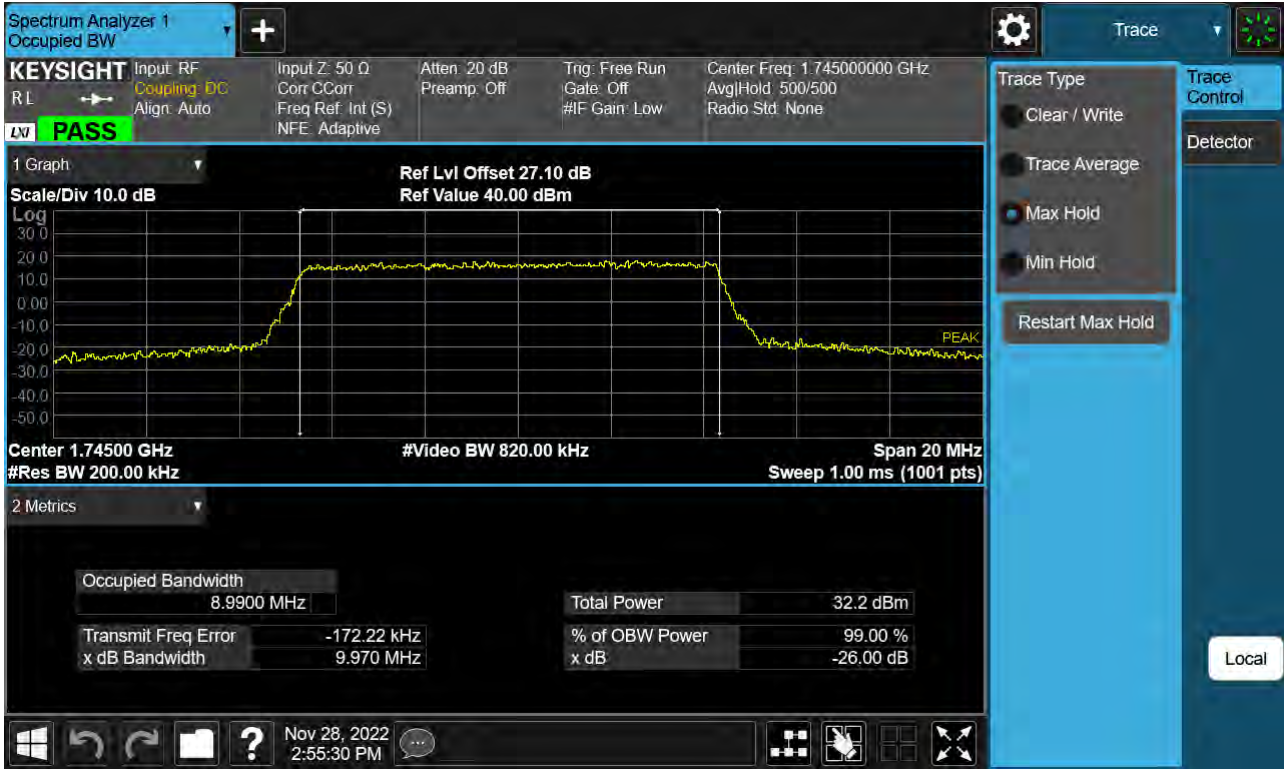 Spectrum Analyzer 1
Occupied BW
Trace
KEYSIGHT
RL
LXI
PASS
Input: RF
Coupling: DC
Align: Auto
Input Z: 50 Ω
Corr CCorr
Freq Ref: Int (S)
NFE: Adaptive
Atten: 20 dB
Preamp: Off
Trig: Free Run
Gate: Off
#IF Gain: Low
Center Freq: 1.745000000 GHz
Avg|Hold: 500/500
Radio Std: None
1 Graph
Scale/Div 10.0 dB
Ref Lvl Offset 27.10 dB
Ref Value 40.00 dBm
Log
30.0
20.0
10.0
0.00
-10.0
-20.0
-30.0
-40.0
-50.0
PEAK
Center 1.74500 GHz
#Res BW 200.00 kHz
#Video BW 820.00 kHz
Span 20 MHz
Sweep 1.00 ms (1001 pts)
2 Metrics
Occupied Bandwidth
8.9900 MHz
Transmit Freq Error -172.22 kHz
x dB Bandwidth 9.970 MHz
Total Power 32.2 dBm
% of OBW Power 99.00 %
x dB -26.00 dB
Nov 28, 2022
2:55:30 PM
Trace Type
Clear / Write
Trace Average
Max Hold
Min Hold
Restart Max Hold
Trace
Control
Detector
Local